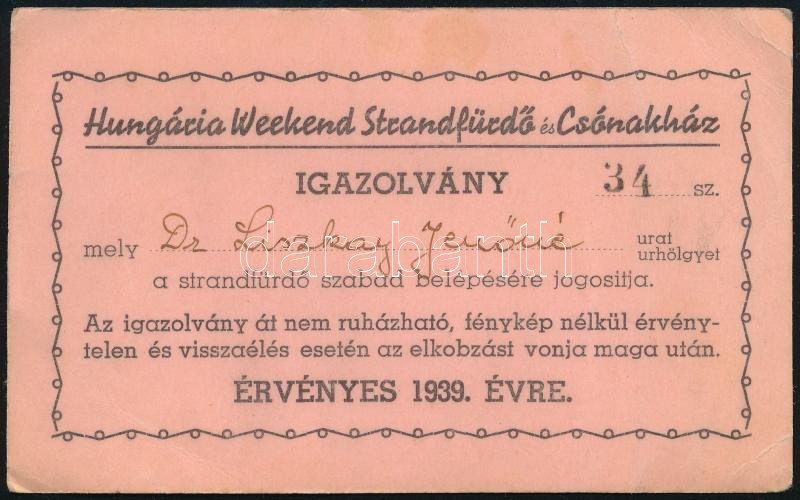 Hungária Weekend Strandfürdő és Csónakház
IGAZOLVÁNY 34 sz.
mely Dr Liszkay Jenőné urat
urhölgyet
a strandfürdő szabad belépésére jogositja.
Az igazolvány át nem ruházható, fénykép nélkül érvény-
telen és visszaélés esetén az elkobzást vonja maga után.
ÉRVÉNYES 1939. ÉVRE.
darabanth